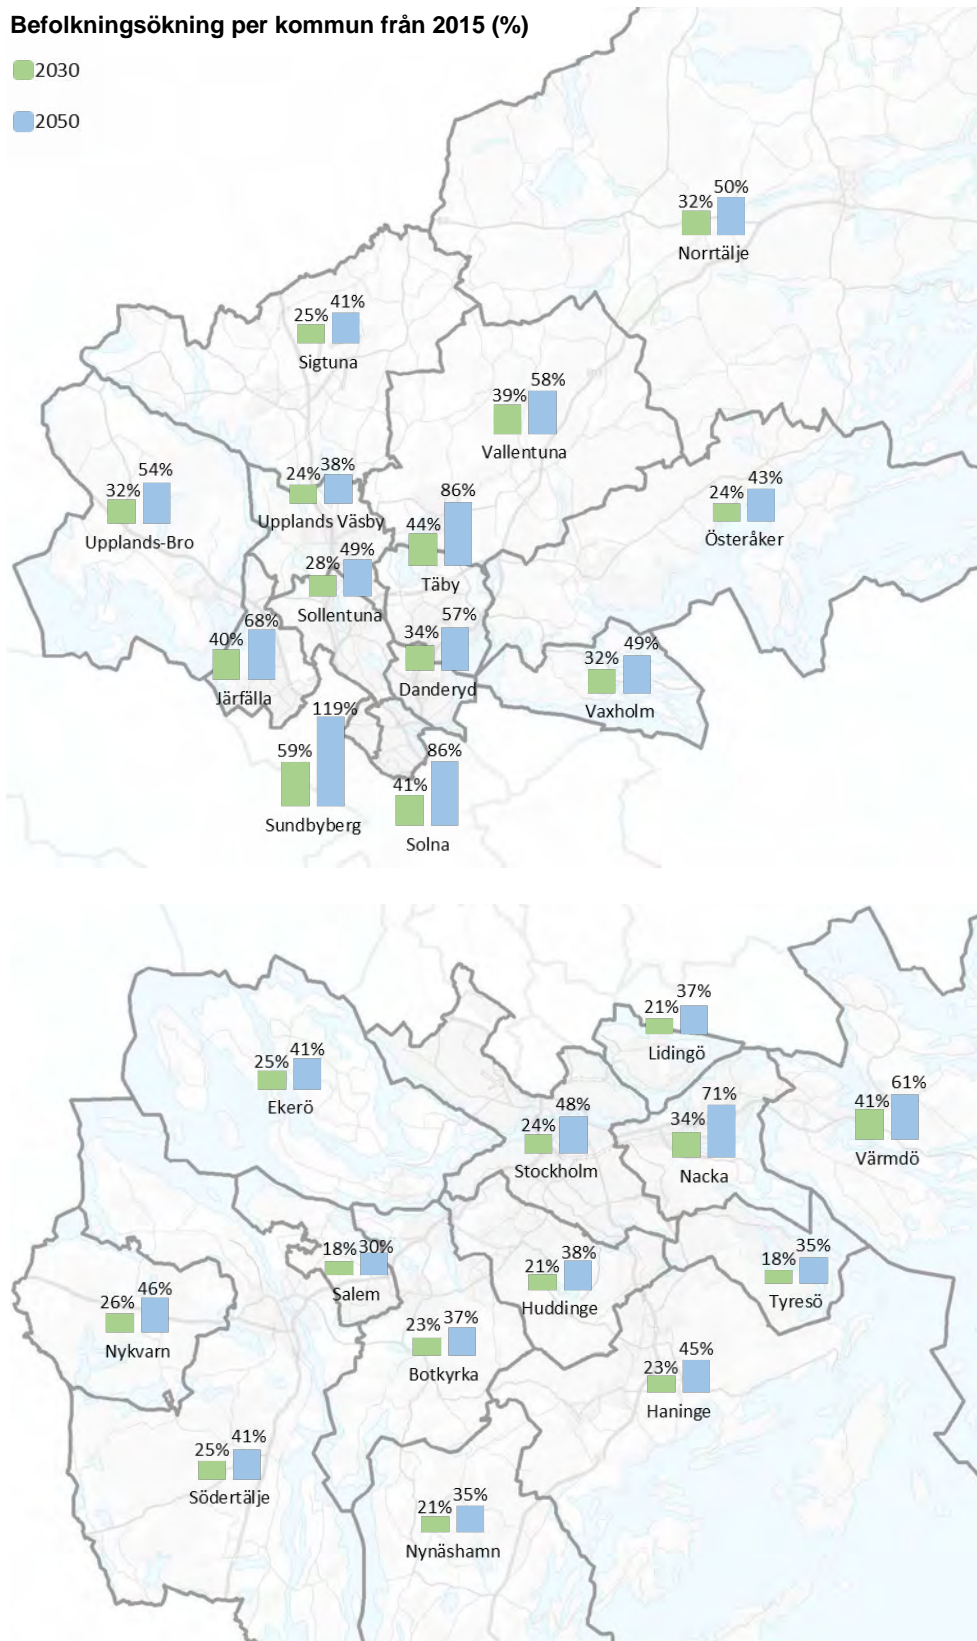 Befolkningsökning per kommun från 2015 (%)
2030
2050
32% 50%
Norrtälje
25% 41%
Sigtuna
39% 58%
Vallentuna
32% 54%
Upplands-Bro
24% 38%
Upplands Väsby
44% 86%
Täby
24% 43%
Österåker
28% 49%
Sollentuna
40% 68%
Järfälla
34% 57%
Danderyd
32% 49%
Vaxholm
59% 119%
Sundbyberg
41% 86%
Solna
21% 37%
Lidingö
25% 41%
Ekerö
24% 48%
Stockholm
34% 71%
Nacka
41% 61%
Värmdö
18% 30%
Salem
21% 38%
Huddinge
18% 35%
Tyresö
26% 46%
Nykvarn
23% 37%
Botkyrka
23% 45%
Haninge
25% 41%
Södertälje
21% 35%
Nynäshamn